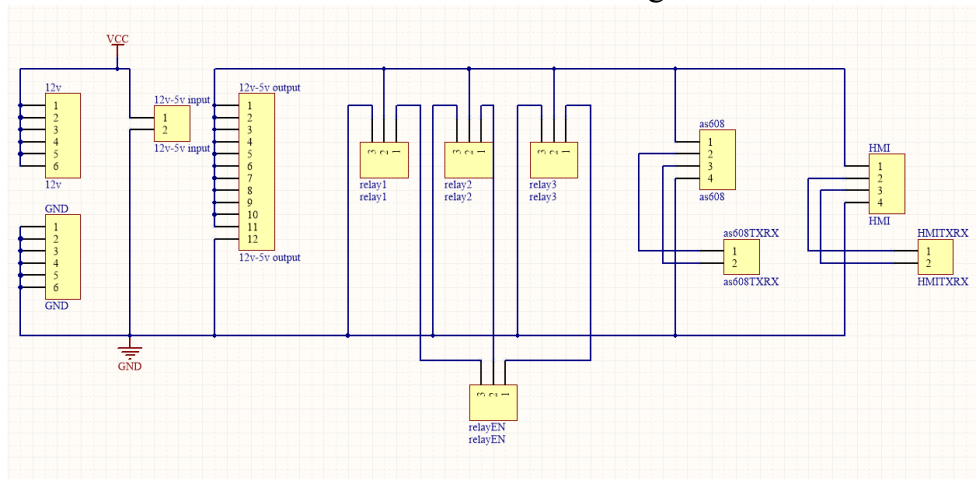 VCC
12v
1
2
3
4
5
6
12v
GND
1
2
3
4
5
6
GND
GND
12v-5v input
1
2
12v-5v input
12v-5v output
1
2
3
4
5
6
7
8
9
10
11
12
12v-5v output
3 2 1
relay1
relay1
3 2 1
relay2
relay2
3 2 1
relay3
relay3
3 2 1
relayEN
relayEN
as608
1
2
3
4
as608
as608TXRX
1
2
as608TXRX
HMI
1
2
3
4
HMI
HMITXRX
1
2
HMITXRX